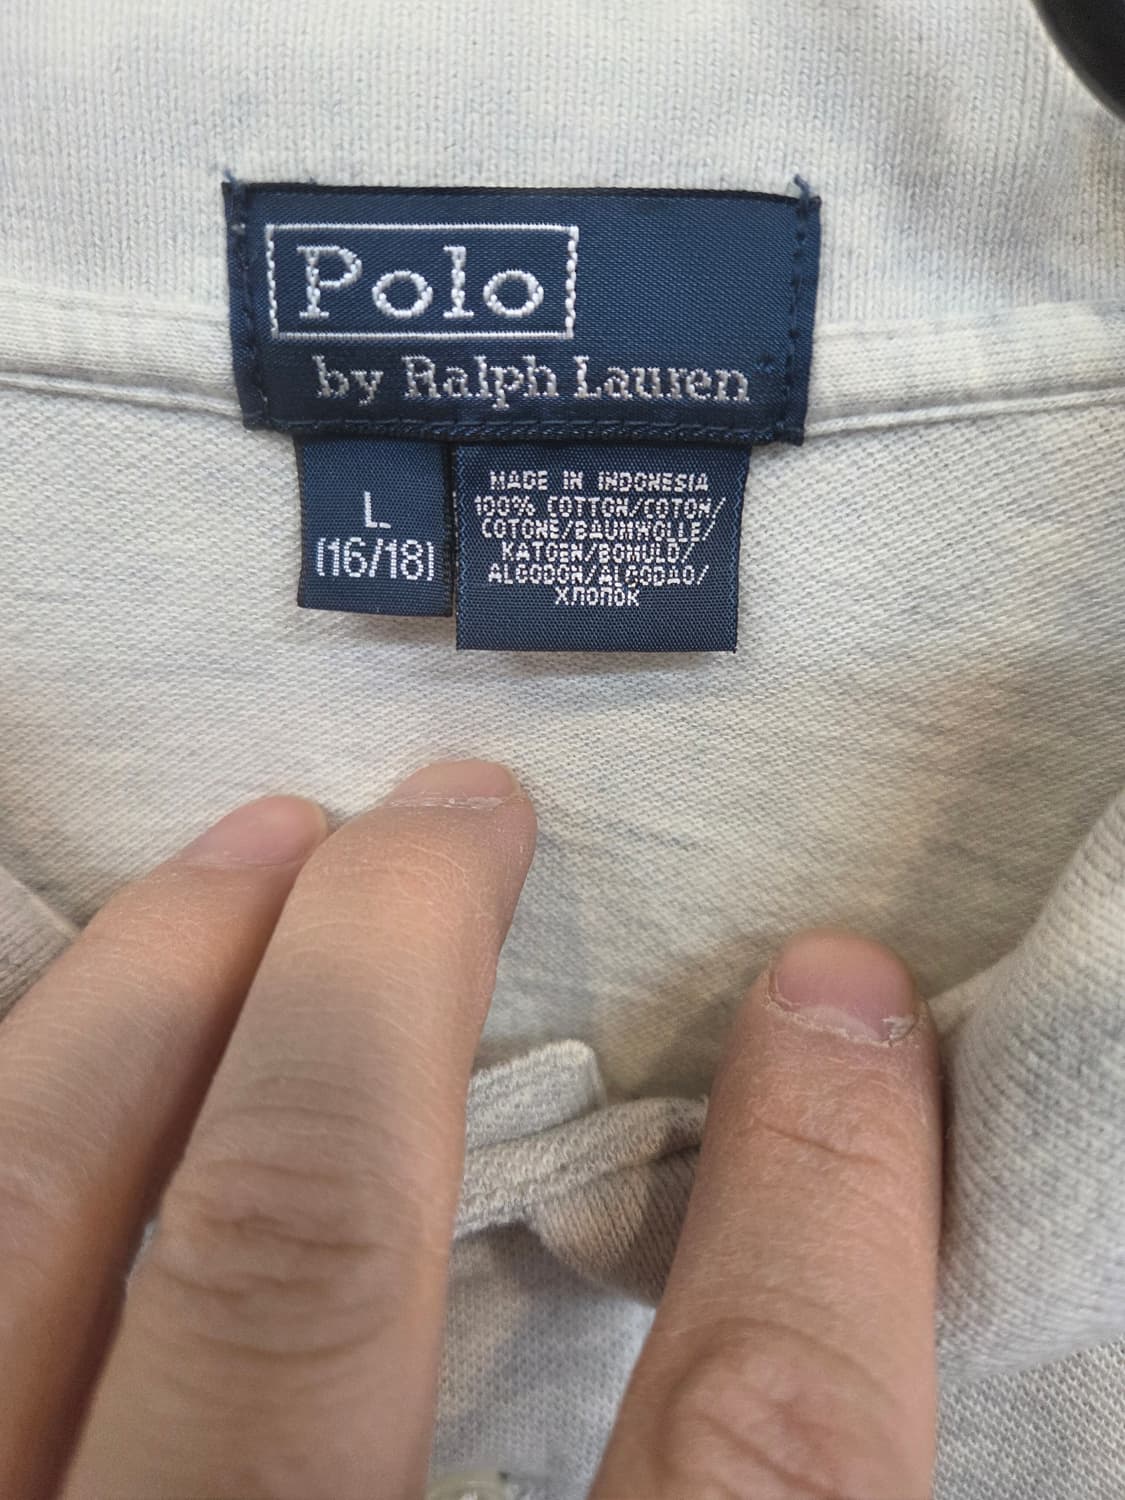 Polo
by Ralph Lauren
L
(16/18)
MADE IN INDONESIA
100% COTTON/COTON/
COTONE/BAUMWOLLE/
KATOEN/BOMULD/
ALGODON/ALGODAO/
ХЛОПОК